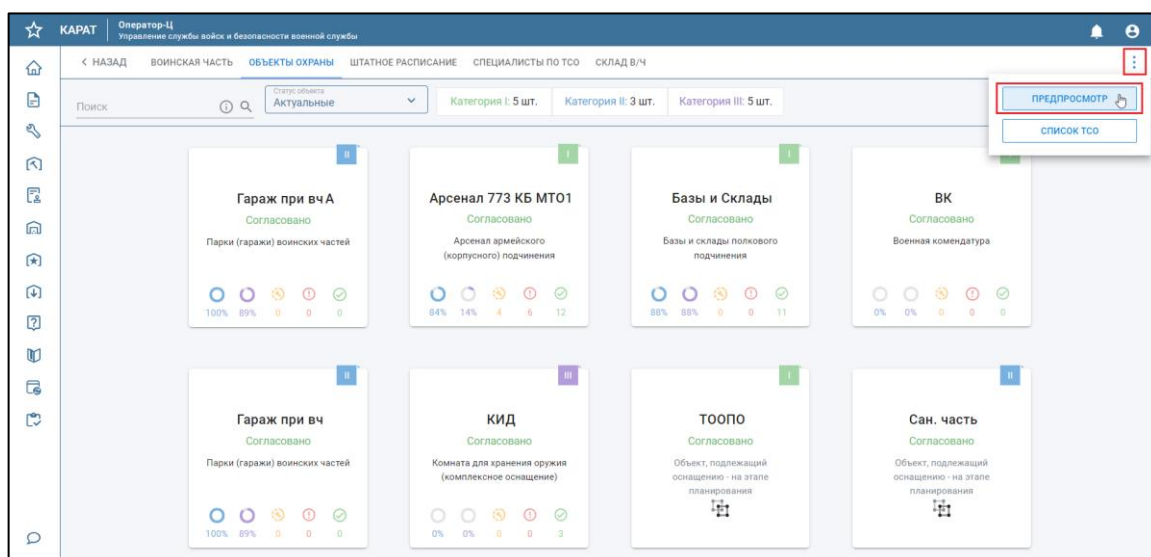 КАРАТ
Оператор-Ц
Управление службы войск и безопасности военной службы
< НАЗАД ВОИНСКАЯ ЧАСТЬ ОБЪЕКТЫ ОХРАНЫ ШТАТНОЕ РАСПИСАНИЕ СПЕЦИАЛИСТЫ ПО ТСО СКЛАД В/Ч
Поиск
Статус объекта
Актуальные
Категория I: 5 шт. Категория II: 3 шт. Категория III: 5 шт.
ПРЕДПРОСМОТР
СПИСОК ТСО
II I I
Гараж при вч А Арсенал 773 КБ МТО1 Базы и Склады ВК
Согласовано Согласовано Согласовано Согласовано
Парки (гаражи) воинских частей Арсенал армейского Базы и склады полкового Военная комендатура
(корпусного) подчинения подчинения
100% 89% 0 0 0 84% 14% 4 6 12 88% 88% 0 0 11 0% 0% 0 0 0
II III I II
Гараж при вч КИД ТООПО Сан. часть
Согласовано Согласовано Согласовано Согласовано
Парки (гаражи) воинских частей Комната для хранения оружия Объект, подлежащий Объект, подлежащий
(комплексное оснащение) оснащению - на этапе оснащению - на этапе
планирования планирования
100% 89% 0 0 0 0% 0% 0 0 3